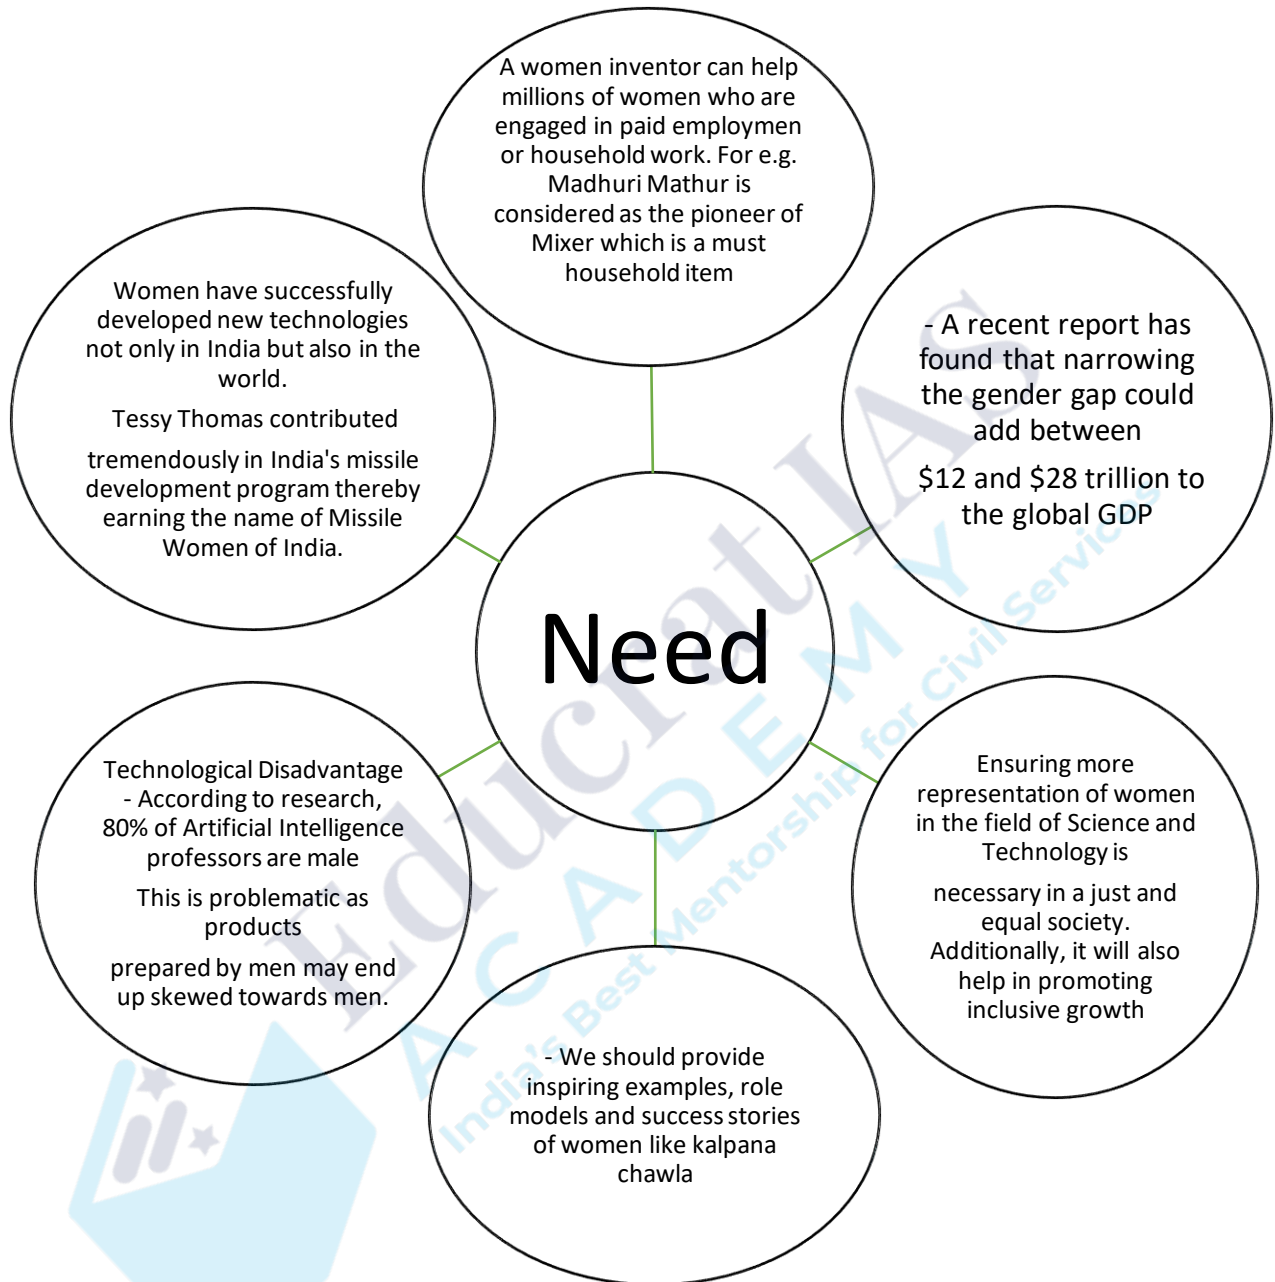 A women inventor can help
millions of women who are
engaged in paid employmen
or household work. For e.g.
Madhuri Mathur is
considered as the pioneer of
Mixer which is a must
household item
- A recent report has
found that narrowing
the gender gap could
add between
$12 and $28 trillion to
the global GDP
Ensuring more
representation of women
in the field of Science and
Technology is
necessary in a just and
equal society.
Additionally, it will also
help in promoting
inclusive growth
- We should provide
inspiring examples, role
models and success stories
of women like kalpana
chawla
Technological Disadvantage
- According to research,
80% of Artificial Intelligence
professors are male
This is problematic as
products
prepared by men may end
up skewed towards men.
Women have successfully
developed new technologies
not only in India but also in the
world.
Tessy Thomas contributed
tremendously in India's missile
development program thereby
earning the name of Missile
Women of India.
Need
Educrat IAS
ACADEMY
India's Best Mentorship for Civil Services